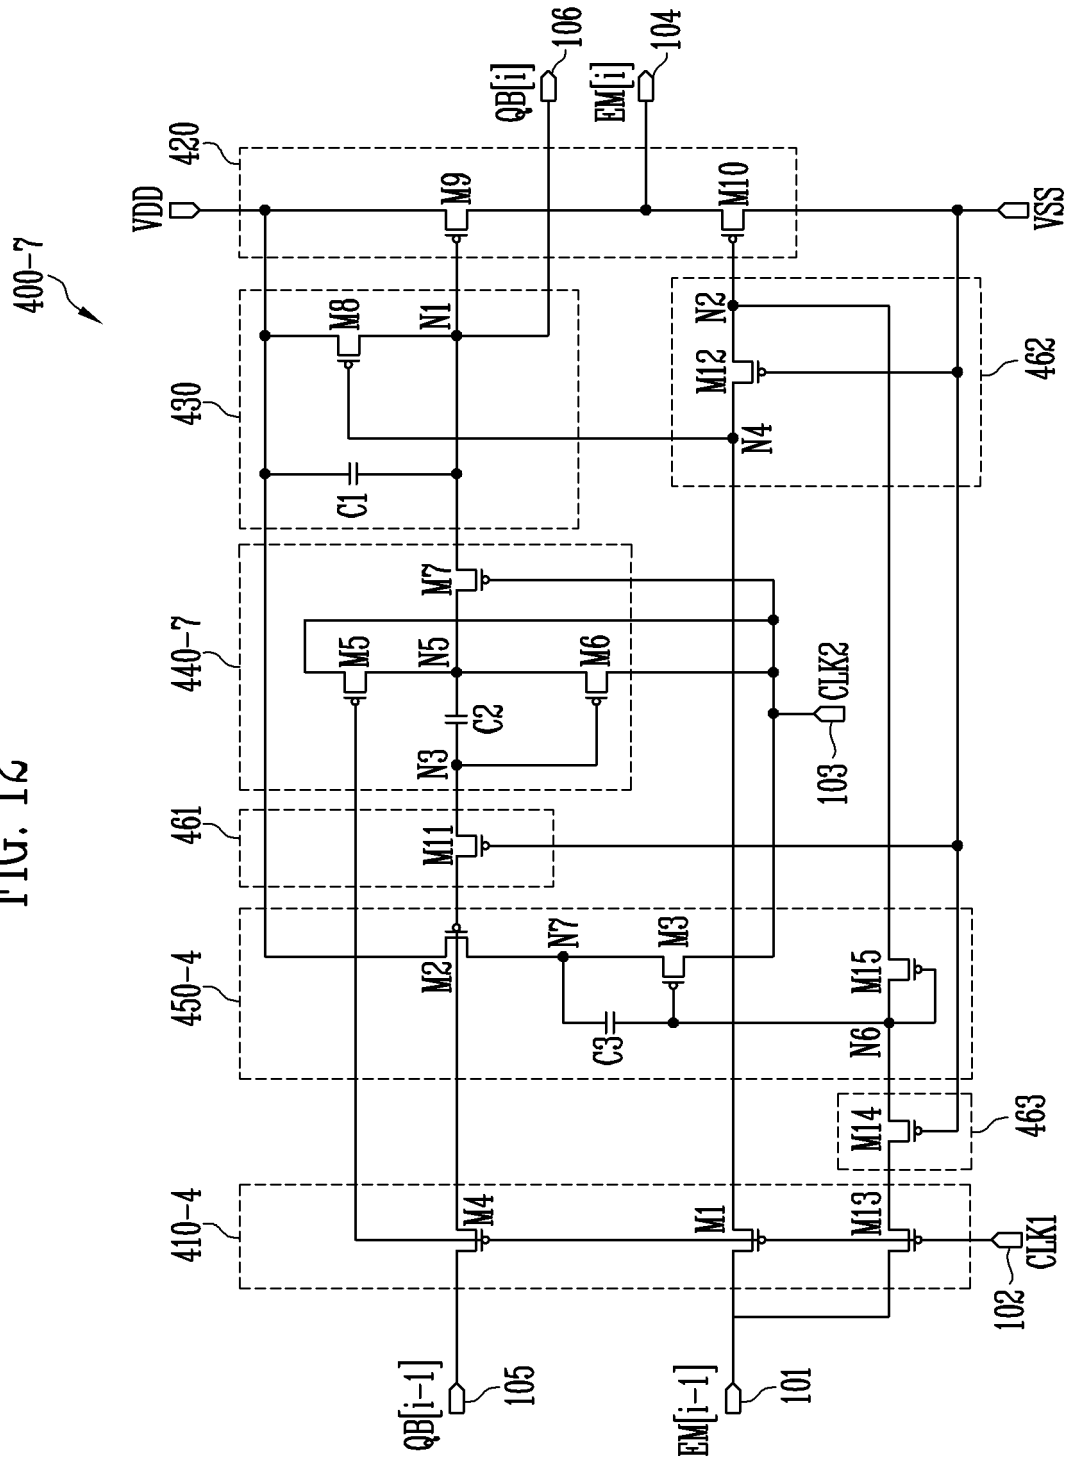 FIG. 12
400-7
VDD
420
M9
QB[i]
106
EM[i]
104
M10
VSS
430
M8
N1
C1
N2
M12
N4
462
440-7
M5
N5
M7
M6
C2
N3
CLK2
103
461
M11
450-4
M2
N7
M3
C3
M15
N6
M14
463
410-4
M4
M1
M13
CLK1
102
QB[i-1]
105
EM[i-1]
101